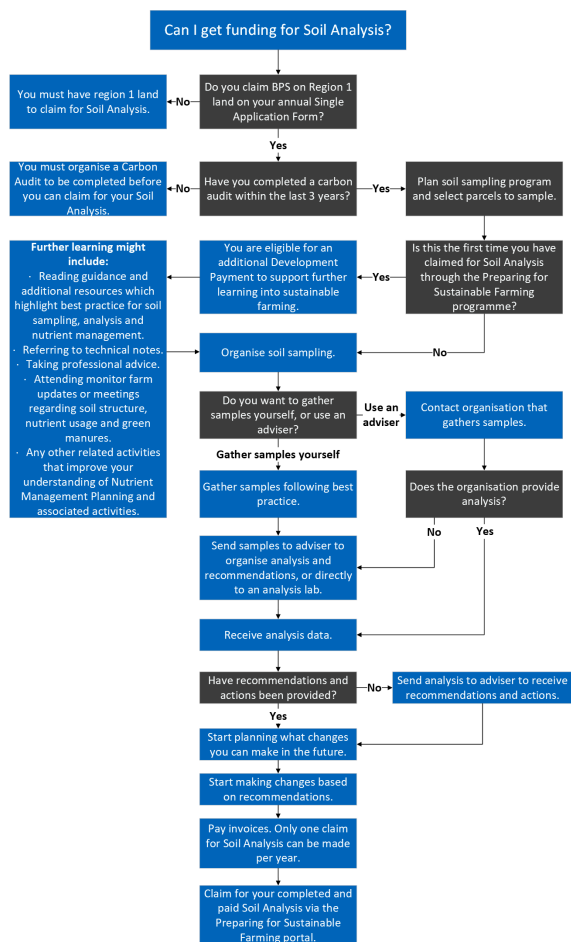 Can I get funding for Soil Analysis?
You must have region 1 land
to claim for Soil Analysis.
No
Do you claim BPS on Region 1
land on your annual Single
Application Form?
Yes
You must organise a Carbon
Audit to be completed before
you can claim for your Soil
Analysis.
No
Have you completed a carbon
audit within the last 3 years?
Yes
Plan soil sampling program
and select parcels to sample.
Further learning might
include:
· Reading guidance and
additional resources which
highlight best practice for soil
sampling, analysis and
nutrient management.
· Referring to technical notes.
· Taking professional advice.
· Attending monitor farm
updates or meetings
regarding soil structure,
nutrient usage and green
manures.
· Any other related activities
that improve your
understanding of Nutrient
Management Planning and
associated activities.
You are eligible for an
additional Development
Payment to support further
learning into sustainable
farming.
Yes
Is this the first time you have
claimed for Soil Analysis
through the Preparing for
Sustainable Farming
programme?
No
Organise soil sampling.
Do you want to gather
samples yourself, or use an
adviser?
Use an
adviser
Contact organisation that
gathers samples.
Gather samples yourself
Gather samples following best
practice.
Does the organisation provide
analysis?
No
Yes
Send samples to adviser to
organise analysis and
recommendations, or directly
to an analysis lab.
Receive analysis data.
Have recommendations and
actions been provided?
No
Send analysis to adviser to receive
recommendations and actions.
Yes
Start planning what changes
you can make in the future.
Start making changes based
on recommendations.
Pay invoices. Only one claim
for Soil Analysis can be made
per year.
Claim for your completed and
paid Soil Analysis via the
Preparing for Sustainable
Farming portal.